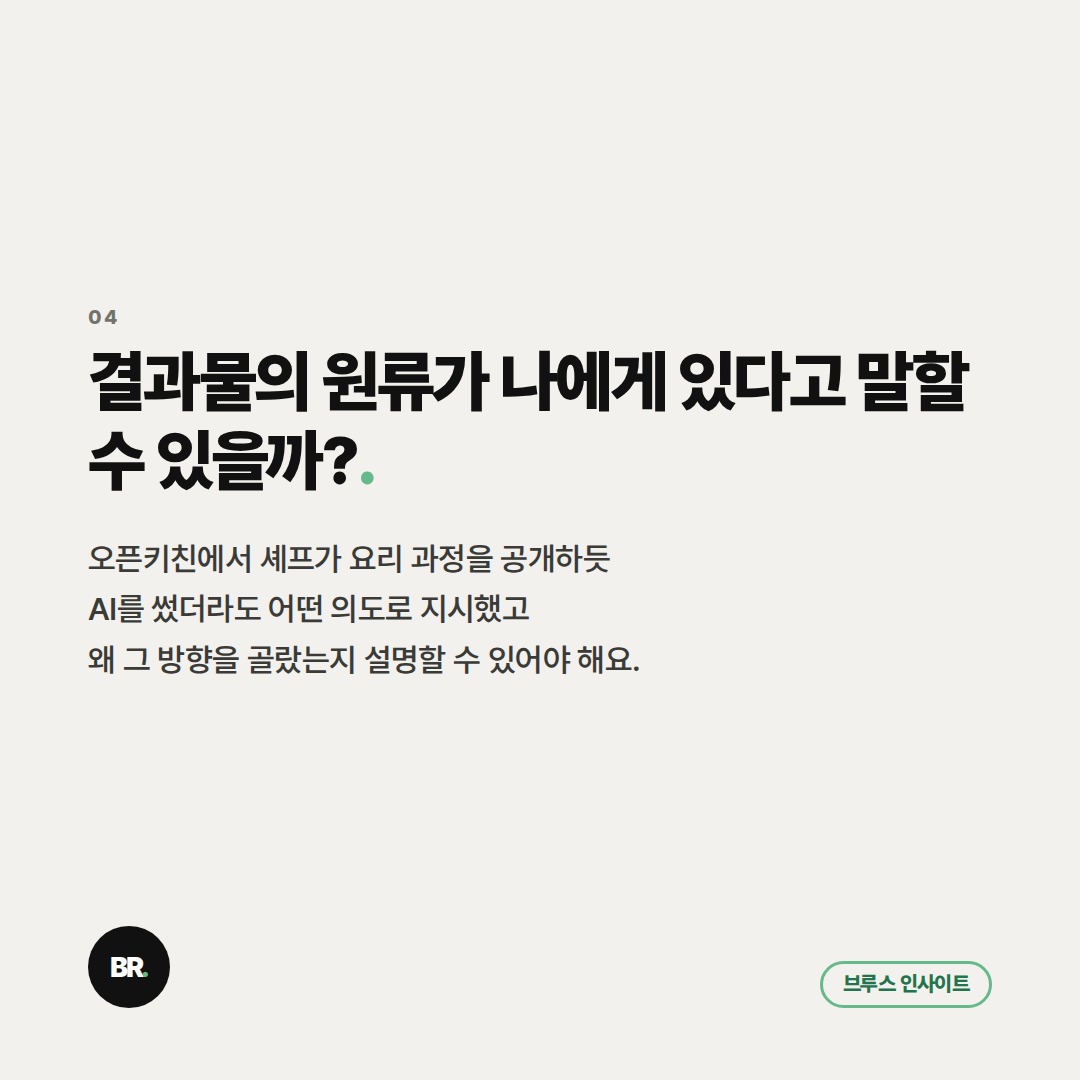 04
결과물의 원류가 나에게 있다고 말할
수 있을까?.
오픈키친에서 셰프가 요리 과정을 공개하듯
AI를 썼더라도 어떤 의도로 지시했고
왜 그 방향을 골랐는지 설명할 수 있어야 해요.
BR.
브루스 인사이트